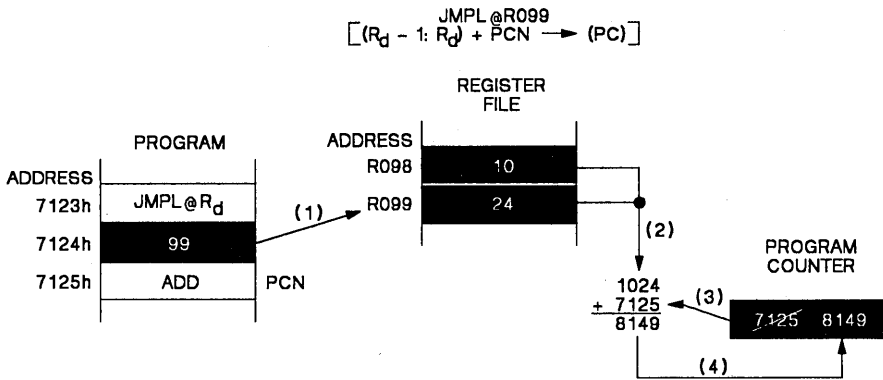 JMPL@R099
[(Rd - 1: Rd) + PCN → (PC)]
REGISTER
FILE
PROGRAM
ADDRESS
ADDRESS
R098
10
7123h
JMPL@Rd
(1)
R099
24
7124h
99
(2)
PROGRAM
COUNTER
7125h
ADD
PCN
1024
+ 7125
(3)
7125 8149
8149
(4)